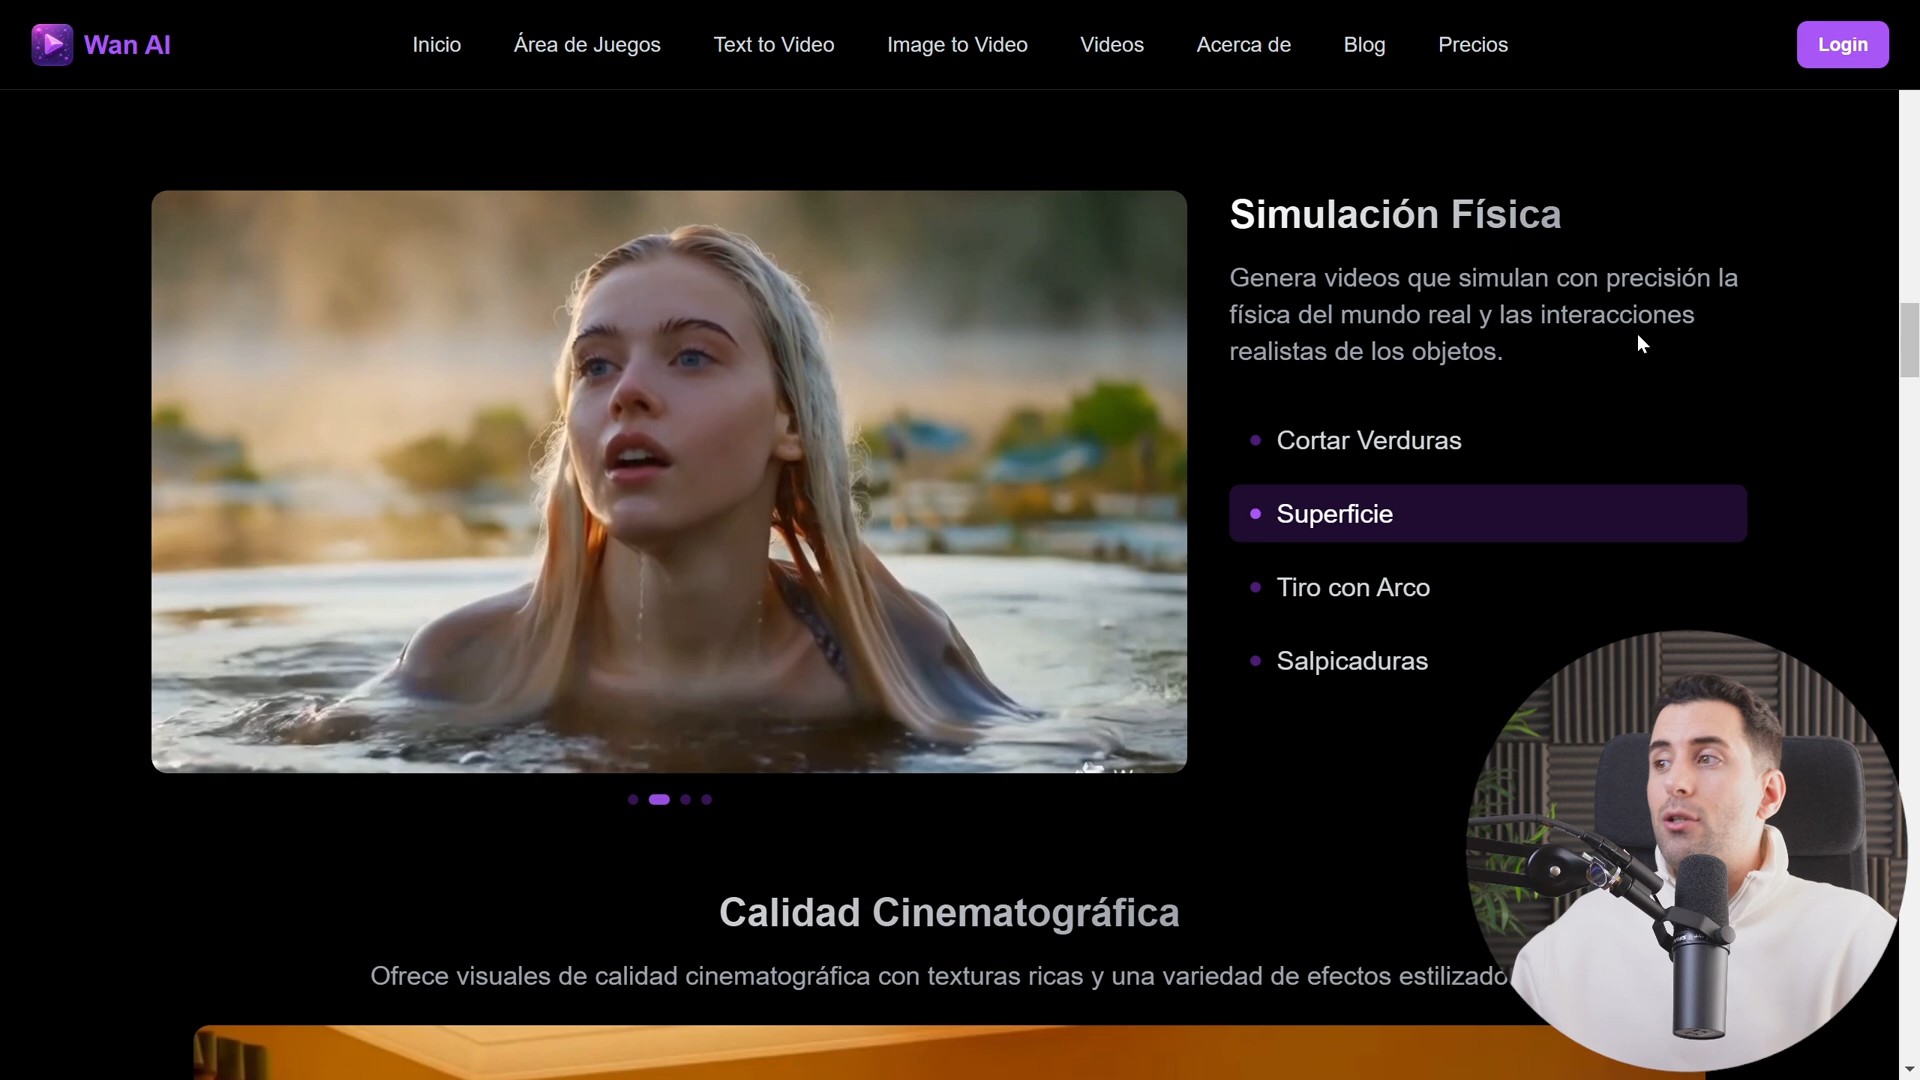 Wan AI
Inicio
Área de Juegos
Text to Video
Image to Video
Videos
Acerca de
Blog
Precios
Login
Simulación Física
Genera videos que simulan con precisión la
física del mundo real y las interacciones
realistas de los objetos.
Cortar Verduras
Superficie
Tiro con Arco
Salpicaduras
Calidad Cinematográfica
Ofrece visuales de calidad cinematográfica con texturas ricas y una variedad de efectos